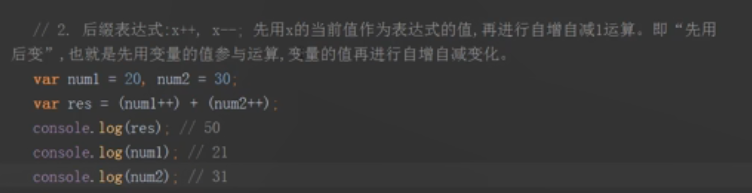 // 2. 后缀表达式:x++, x--; 先用x的当前值作为表达式的值,再进行自增自减1运算。即“先用
后变”,也就是先用变量的值参与运算,变量的值再进行自增自减变化。
var num1 = 20, num2 = 30;
var res = (num1++) + (num2++);
console.log(res); // 50
console.log(num1); // 21
console.log(num2); // 31